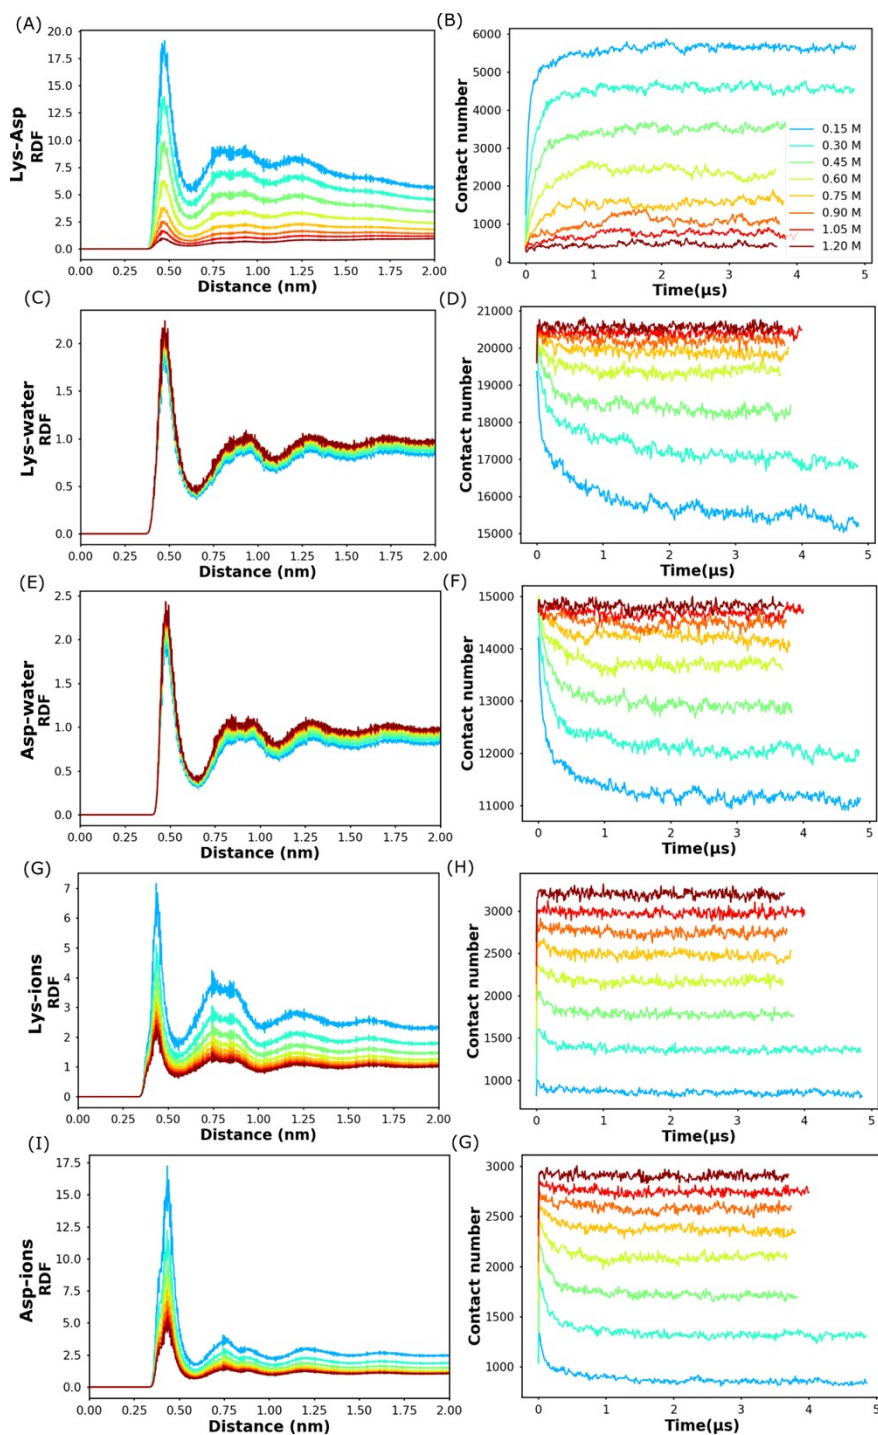 (A)
20.0
17.5
15.0
12.5
10.0
7.5
5.0
2.5
0.0
Lys-Asp
RDF
0.00 0.25 0.50 0.75 1.00 1.25 1.50 1.75 2.00
Distance (nm)
(B)
6000
5000
4000
3000
2000
1000
0
Contact number
0.15 M
0.30 M
0.45 M
0.60 M
0.75 M
0.90 M
1.05 M
1.20 M
0 1 2 3 4 5
Time(μs)
(C)
2.0
1.5
1.0
0.5
0.0
Lys-water
RDF
0.00 0.25 0.50 0.75 1.00 1.25 1.50 1.75 2.00
Distance (nm)
(D)
21000
20000
19000
18000
17000
16000
15000
Contact number
0 1 2 3 4 5
Time(μs)
(E)
2.5
2.0
1.5
1.0
0.5
0.0
Asp-water
RDF
0.00 0.25 0.50 0.75 1.00 1.25 1.50 1.75 2.00
Distance (nm)
(F)
15000
14000
13000
12000
11000
Contact number
0 1 2 3 4 5
Time(μs)
(G)
7
6
5
4
3
2
1
0
Lys-ions
RDF
0.00 0.25 0.50 0.75 1.00 1.25 1.50 1.75 2.00
Distance (nm)
(H)
3000
2500
2000
1500
1000
Contact number
0 1 2 3 4 5
Time(μs)
(I)
17.5
15.0
12.5
10.0
7.5
5.0
2.5
0.0
Asp-ions
RDF
0.00 0.25 0.50 0.75 1.00 1.25 1.50 1.75 2.00
Distance (nm)
(G)
3000
2500
2000
1500
1000
Contact number
0 1 2 3 4 5
Time(μs)